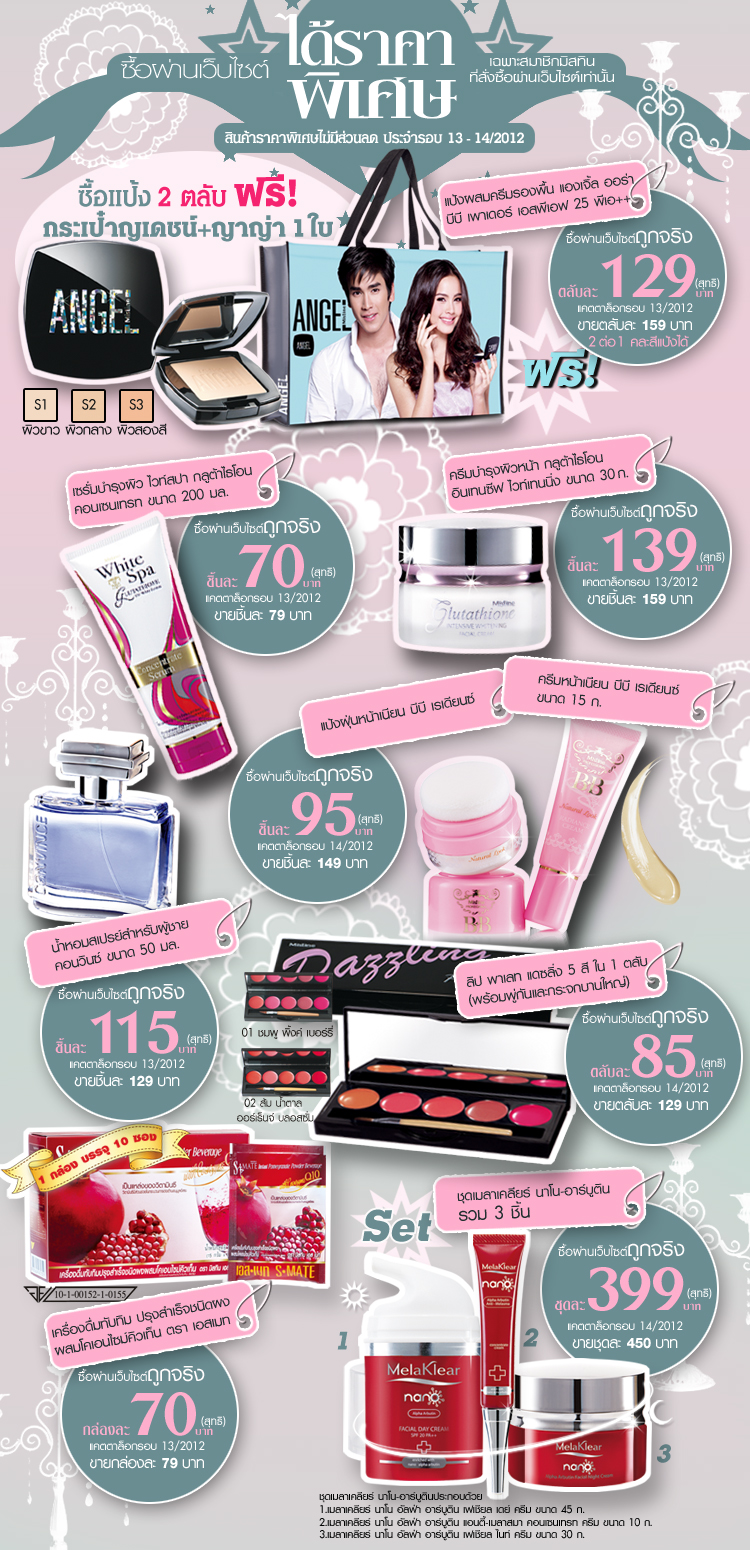 ซื้อผ่านเว็บไซต์
ได้ราคา
พิเศษ
เฉพาะสมาชิกมิสทิน
ที่สั่งซื้อผ่านเว็บไซต์เท่านั้น
สินค้าราคาพิเศษไม่มีส่วนลด ประจำรอบ 13 - 14/2012
ซื้อแป้ง 2 ตลับ ฟรี!
กระเป๋าณเดชน์+ญาญ่า 1 ใบ
แป้งผสมครีมรองพื้น แองเจิ้ล ออร่า
บีบี เพาเดอร์ เอสพีเอฟ 25 พีเอ++
ซื้อผ่านเว็บไซต์ถูกจริง
ตลับละ 129 (สุทธิ) บาท
แคตตาล็อกรอบ 13/2012
ขายตลับละ 159 บาท
2 ต่อ 1 คละสีแป้งได้
ANGEL
ANGEL
ANGEL
ANGEL
ฟรี!
S1 S2 S3
ผิวขาว ผิวกลาง ผิวสองสี
เซรั่มบำรุงผิว ไวท์สปา กลูต้าไธโอน
คอนเซนเทรท ขนาด 200 มล.
ซื้อผ่านเว็บไซต์ถูกจริง
ชิ้นละ 70 (สุทธิ) บาท
แคตตาล็อกรอบ 13/2012
ขายชิ้นละ 79 บาท
White
Spa
GLUTATHIONE
Concentrate
Serum
ครีมบำรุงผิวหน้า กลูต้าไธโอน
อินเทนซีฟ ไวท์เทนนิ่ง ขนาด 30 ก.
ซื้อผ่านเว็บไซต์ถูกจริง
ชิ้นละ 139 (สุทธิ) บาท
แคตตาล็อกรอบ 13/2012
ขายชิ้นละ 159 บาท
Mistine
Glutathione
INTENSIVE WHITENING
FACIAL CREAM
แป้งฝุ่นหน้าเนียน บีบี เรเดียนซ์
ครีมหน้าเนียน บีบี เรเดียนซ์
ขนาด 15 ก.
ซื้อผ่านเว็บไซต์ถูกจริง
ชิ้นละ 95 (สุทธิ) บาท
แคตตาล็อกรอบ 14/2012
ขายชิ้นละ 149 บาท
BB
BB
CONVINCE
น้ำหอมสเปรย์สำหรับผู้ชาย
คอนวินซ์ ขนาด 50 มล.
ซื้อผ่านเว็บไซต์ถูกจริง
ชิ้นละ 115 (สุทธิ) บาท
แคตตาล็อกรอบ 13/2012
ขายชิ้นละ 129 บาท
Mistine
Dazzling
01 ชมพู พิ้งค์ เบอร์รี่
02 ส้ม น้ำตาล
ออร์เร็นจ์ บลอสซั่ม
ลิป พาเลท แดซลิ่ง 5 สี ใน 1 ตลับ
(พร้อมพู่กันและกระจกบานใหญ่)
ซื้อผ่านเว็บไซต์ถูกจริง
ตลับละ 85 (สุทธิ) บาท
แคตตาล็อกรอบ 14/2012
ขายตลับละ 129 บาท
1 กล่อง บรรจุ 10 ซอง
Q10
เอส-เมท S-MATE
10-1-00152-1-0155
เครื่องดื่มทับทิม ปรุงสำเร็จชนิดผง
ผสมโคเอนไซม์คิวเท็น ตรา เอสเมท
ซื้อผ่านเว็บไซต์ถูกจริง
กล่องละ 70 (สุทธิ) บาท
แคตตาล็อกรอบ 13/2012
ขายกล่องละ 79 บาท
Set
ชุดเมลาเคลียร์ นาโน-อาร์บูติน
รวม 3 ชิ้น
ซื้อผ่านเว็บไซต์ถูกจริง
ชุดละ 399 (สุทธิ) บาท
แคตตาล็อกรอบ 14/2012
ขายชุดละ 450 บาท
1
2
3
MelaKlear
nano
MelaKlear
nano
Alpha Arbutin
FACIAL DAY CREAM
SPF 30 PA++
MelaKlear
nano
Alpha Arbutin Facial Night Cream
ชุดเมลาเคลียร์ นาโน-อาร์บูตินประกอบด้วย
1.เมลาเคลียร์ นาโน อัลฟ่า อาร์บูติน เฟเชียล เดย์ ครีม ขนาด 45 ก.
2.เมลาเคลียร์ นาโน อัลฟ่า อาร์บูติน แอนตี้-เมลาสมา คอนเซนเทรท ครีม ขนาด 10 ก.
3.เมลาเคลียร์ นาโน อัลฟ่า อาร์บูติน เฟเชียล ไนท์ ครีม ขนาด 30 ก.